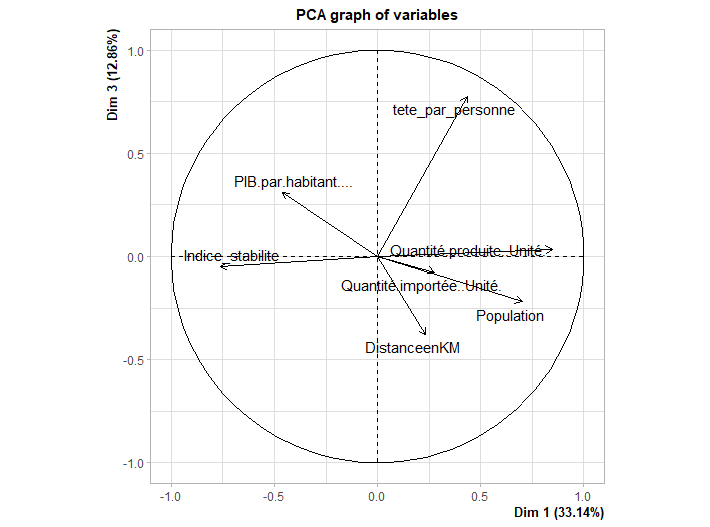 PCA graph of variables
Dim 3 (12.86%)
1.0
tete_par_personne
0.5
PIB.par.habitant....
Quantité.produite..Unité.
Indice_stabilite
0.0
Quantité.importée..Unité.
Population
DistanceenKM
-0.5
-1.0
-1.0 -0.5 0.0 0.5 1.0
Dim 1 (33.14%)